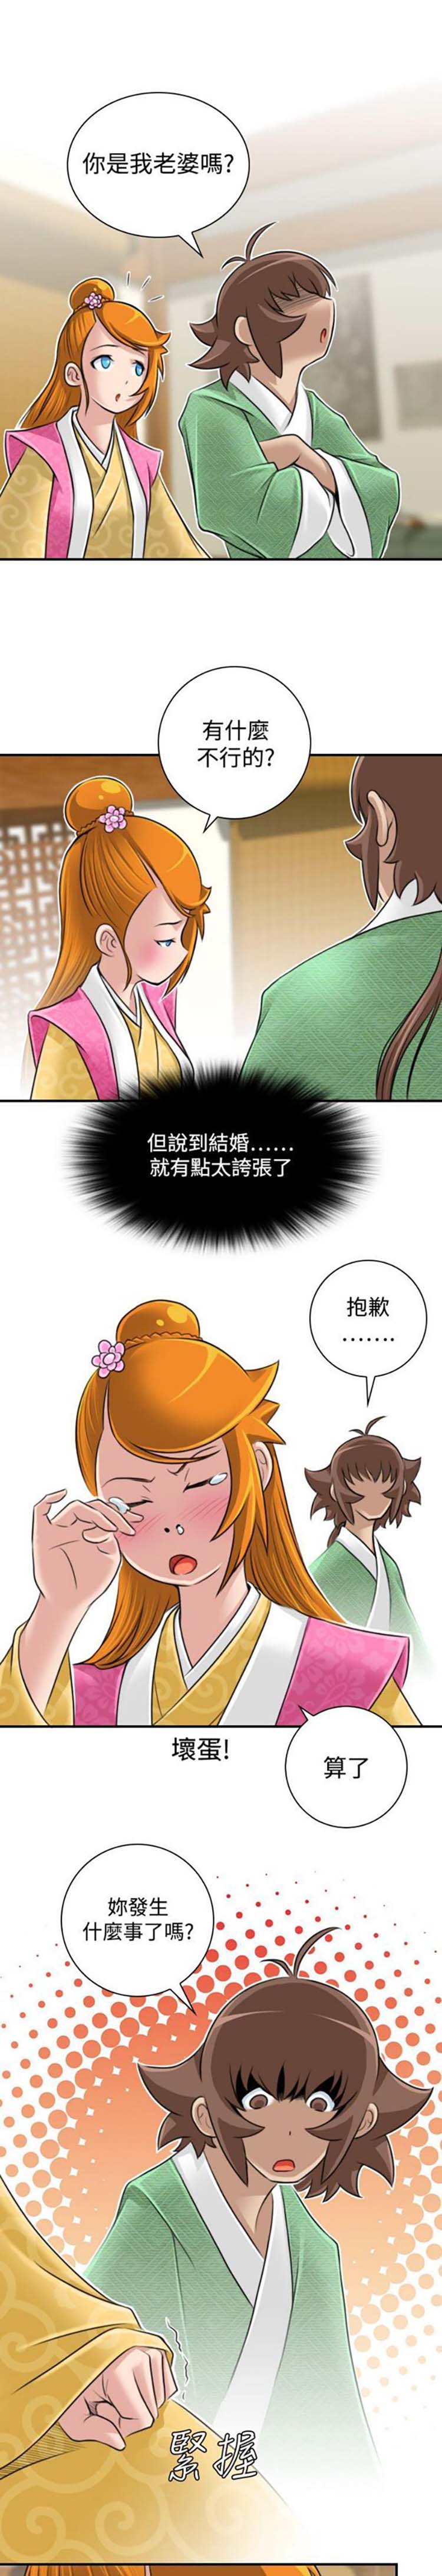 你是我老婆嗎?
有什麼
不行的?
但說到結婚……
就有點太誇張了
抱歉
.......
壞蛋!
算了
妳發生
什麼事了嗎?
緊握